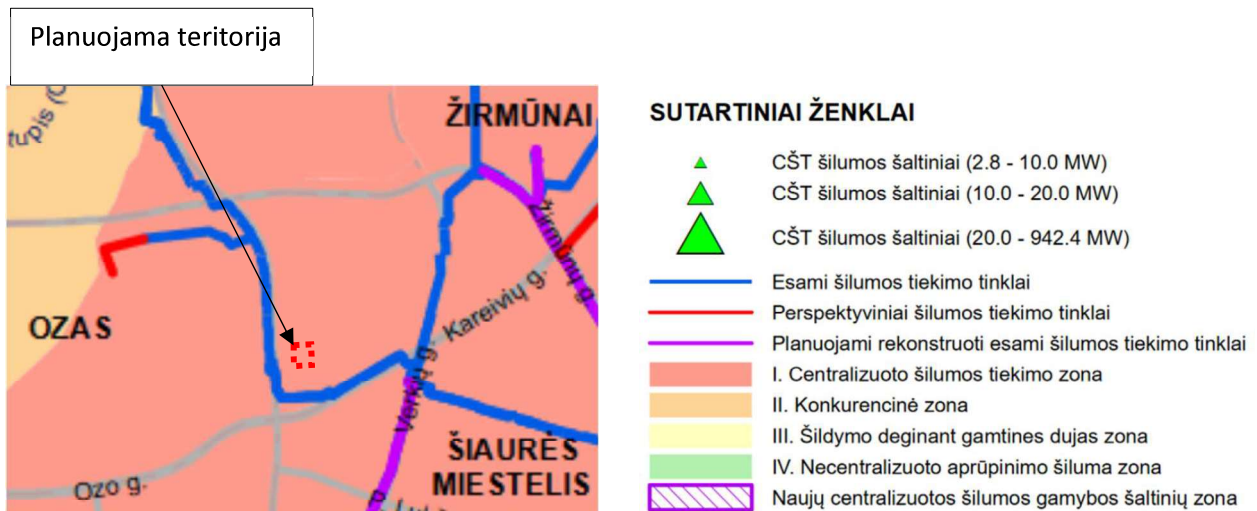 Planuojama teritorija
ŽIRMŪNAI
Žirmūnų g.
Kareivių g.
OZAS
Verkių g.
ŠIAURĖS
MIESTELIS
Ozo g.
SUTARTINIAI ŽENKLAI
CŠT šilumos šaltiniai (2.8 - 10.0 MW)
CŠT šilumos šaltiniai (10.0 - 20.0 MW)
CŠT šilumos šaltiniai (20.0 - 942.4 MW)
Esami šilumos tiekimo tinklai
Perspektyviniai šilumos tiekimo tinklai
Planuojami rekonstruoti esami šilumos tiekimo tinklai
I. Centralizuoto šilumos tiekimo zona
II. Konkurencinė zona
III. Šildymo deginant gamtines dujas zona
IV. Necentralizuoto aprūpinimo šiluma zona
Naujų centralizuotos šilumos gamybos šaltinių zona